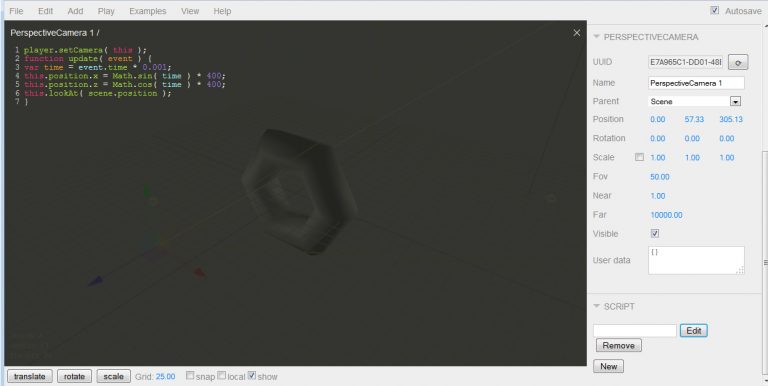 File Edit Add Play Examples View Help Autosave
PerspectiveCamera 1 /
1 player.setCamera( this );
2 function update( event ) {
3 var time = event.time * 0.001;
4 this.position.x = Math.sin( time ) * 400;
5 this.position.z = Math.cos( time ) * 400;
6 this.lookAt( scene.position );
7 }
PERSPECTIVECAMERA
UUID E7A965C1-DD01-48E
Name PerspectiveCamera 1
Parent Scene
Position 0.00 57.33 305.13
Rotation 0.00 0.00 0.00
Scale 1.00 1.00 1.00
Fov 50.00
Near 1.00
Far 10000.00
Visible
User data {}
SCRIPT
Edit
Remove
New
translate rotate scale Grid: 25.00 snap local show